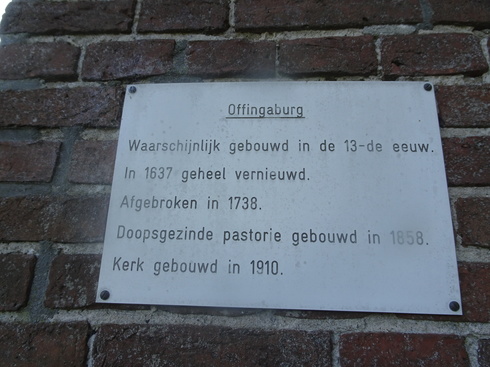 Offingaburg
Waarschijnlijk gebouwd in de 13-de eeuw.
In 1637 geheel vernieuwd.
Afgebroken in 1738.
Doopsgezinde pastorie gebouwd in 1858.
Kerk gebouwd in 1910.